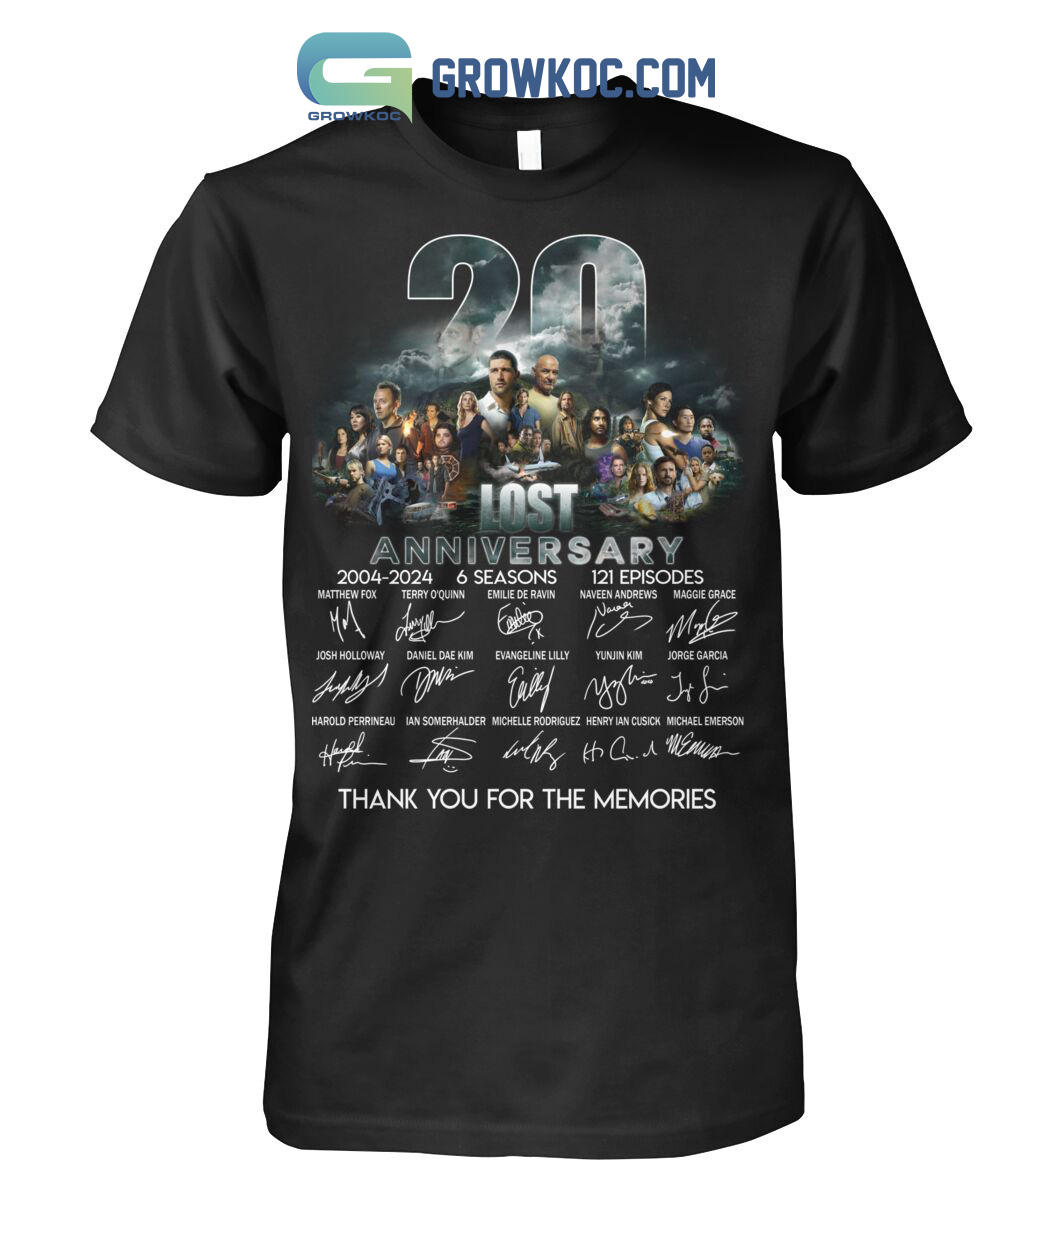 GROWKOC.COM
GROWKOC
20
LOST
ANNIVERSARY
2004-2024 6 SEASONS 121 EPISODES
MATTHEW FOX TERRY O'QUINN EMILIE DE RAVIN NAVEEN ANDREWS MAGGIE GRACE
JOSH HOLLOWAY DANIEL DAE KIM EVANGELINE LILLY YUNJIN KIM JORGE GARCIA
HAROLD PERRINEAU IAN SOMERHALDER MICHELLE RODRIGUEZ HENRY IAN CUSICK MICHAEL EMERSON
THANK YOU FOR THE MEMORIES